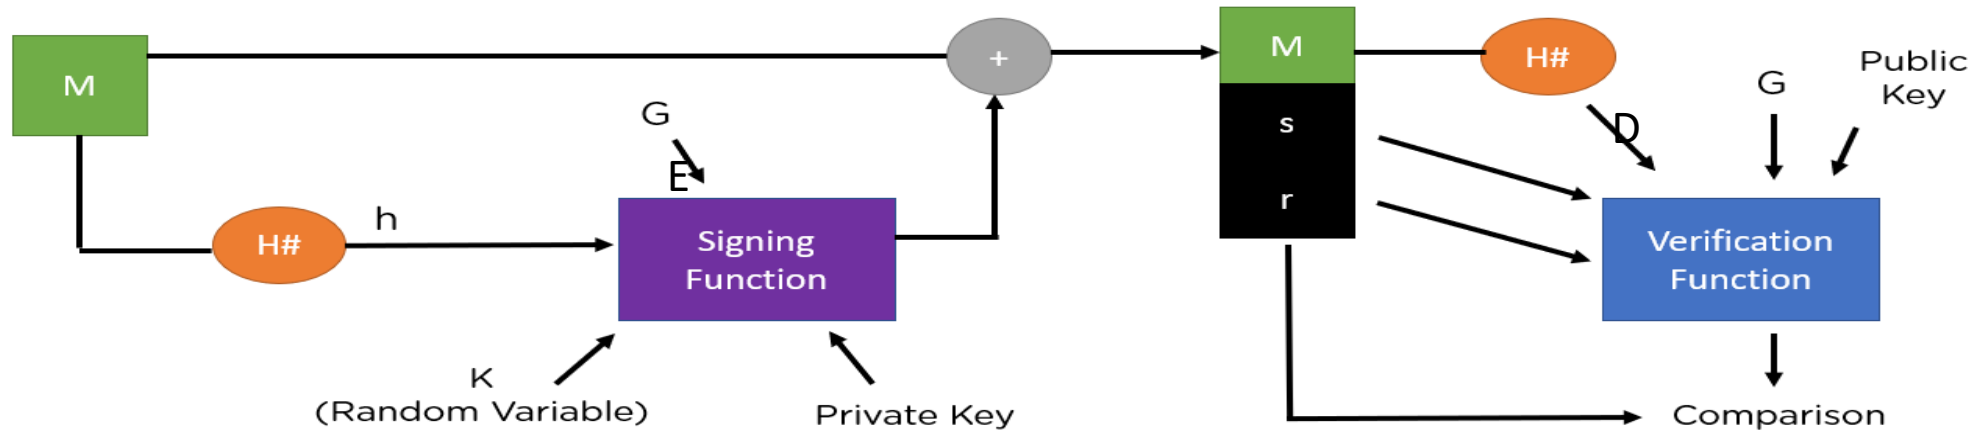 M
H#
h
G
E
Signing
Function
K
(Random Variable)
Private Key
+
M
s
r
H#
D
G
Public
Key
Verification
Function
Comparison